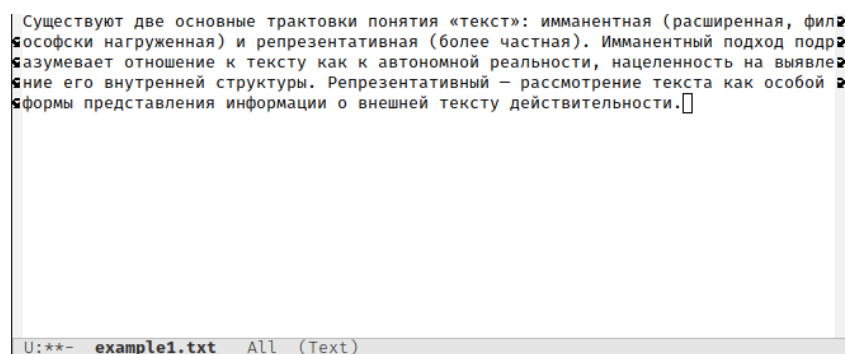 Существуют две основные трактовки понятия «текст»: имманентная (расширенная, фил
ософски нагруженная) и репрезентативная (более частная). Имманентный подход подр
азумевает отношение к тексту как к автономной реальности, нацеленность на выявле
ние его внутренней структуры. Репрезентативный — рассмотрение текста как особой
формы представления информации о внешней тексту действительности.
U:**-  example1.txt   All  (Text)